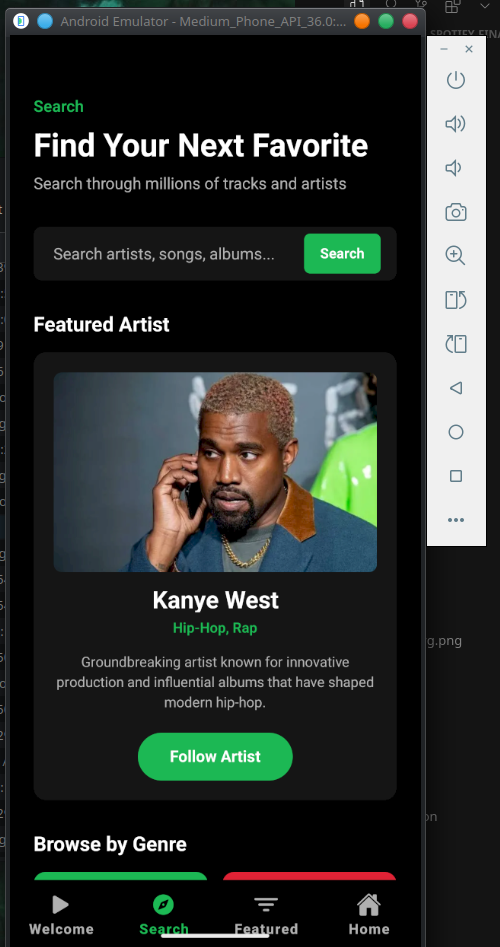 Android Emulator - Medium_Phone_API_36.0:...
Search
Find Your Next Favorite
Search through millions of tracks and artists
Search artists, songs, albums...
Search
Featured Artist
Kanye West
Hip-Hop, Rap
Groundbreaking artist known for innovative
production and influential albums that have shaped
modern hip-hop.
Follow Artist
Browse by Genre
Welcome
Search
Featured
Home
g.png
on